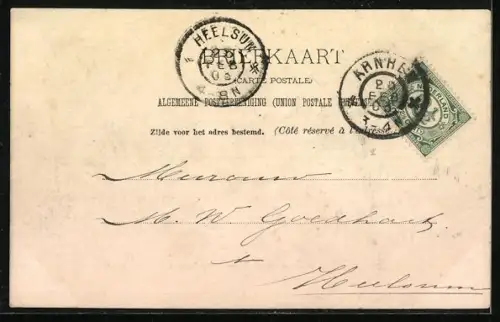 HEELSUM
FEB
BRIEFKAART
(CARTE POSTALE)
ARNHEM
FEB
NEDERLAND
ALGEMEENE POSTVEREENIGING (UNION POSTALE UNIVERSELLE)
Zijde voor het adres bestemd. (Côté réservé à l'adresse.)
Mevrouw
M. W. Goedhart
te
Heelsum